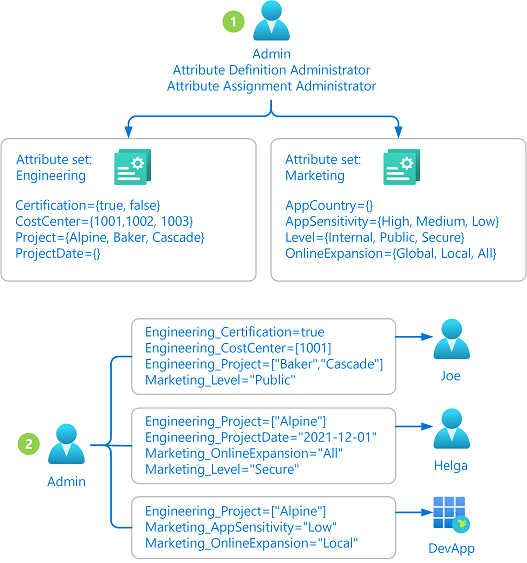 1
Admin
Attribute Definition Administrator
Attribute Assignment Administrator
Attribute set:
Engineering
Certification={true, false}
CostCenter={1001,1002, 1003}
Project={Alpine, Baker, Cascade}
ProjectDate={}
Attribute set:
Marketing
AppCountry={}
AppSensitivity={High, Medium, Low}
Level={Internal, Public, Secure}
OnlineExpansion={Global, Local, All}
2
Admin
Engineering_Certification=true
Engineering_CostCenter=[1001]
Engineering_Project=["Baker","Cascade"]
Marketing_Level="Public"
Joe
Engineering_Project=["Alpine"]
Engineering_ProjectDate="2021-12-01"
Marketing_OnlineExpansion="All"
Marketing_Level="Secure"
Helga
Engineering_Project=["Alpine"]
Marketing_AppSensitivity="Low"
Marketing_OnlineExpansion="Local"
DevApp